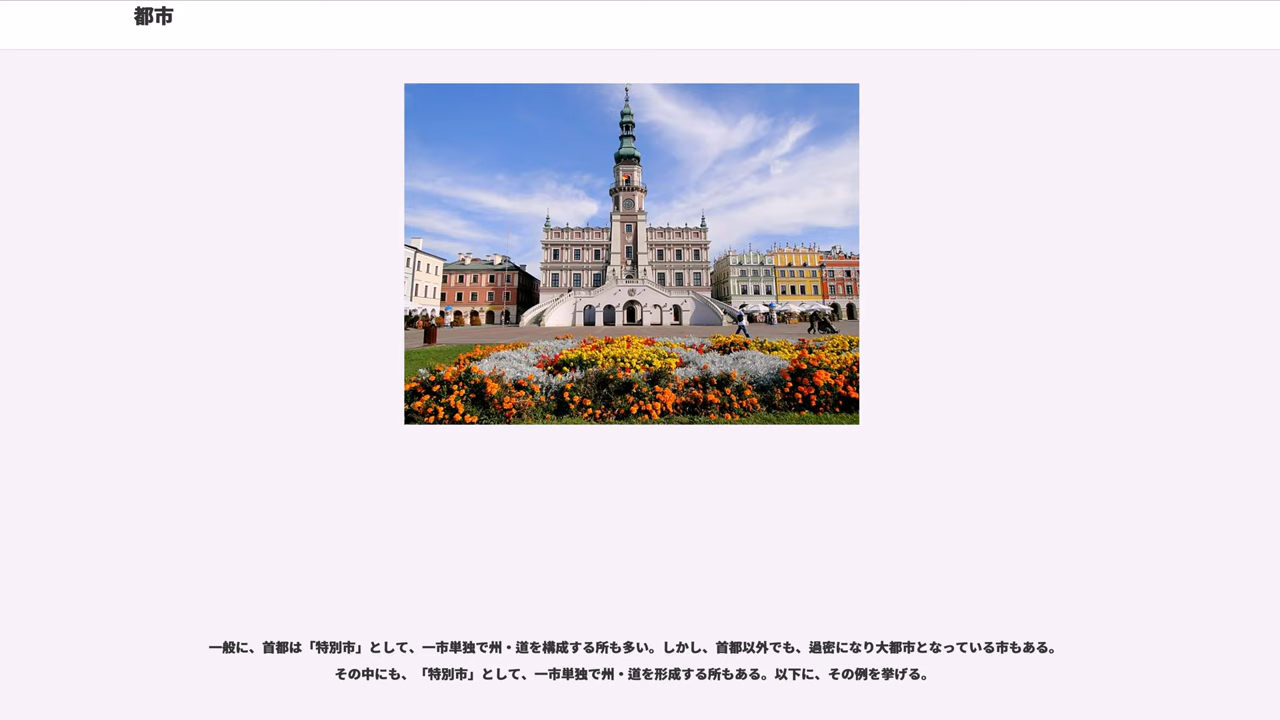 都市
一般に、首都は「特別市」として、一市単独で州・道を構成する所も多い。しかし、首都以外でも、過密になり大都市となっている市もある。
その中にも、「特別市」として、一市単独で州・道を形成する所もある。以下に、その例を挙げる。